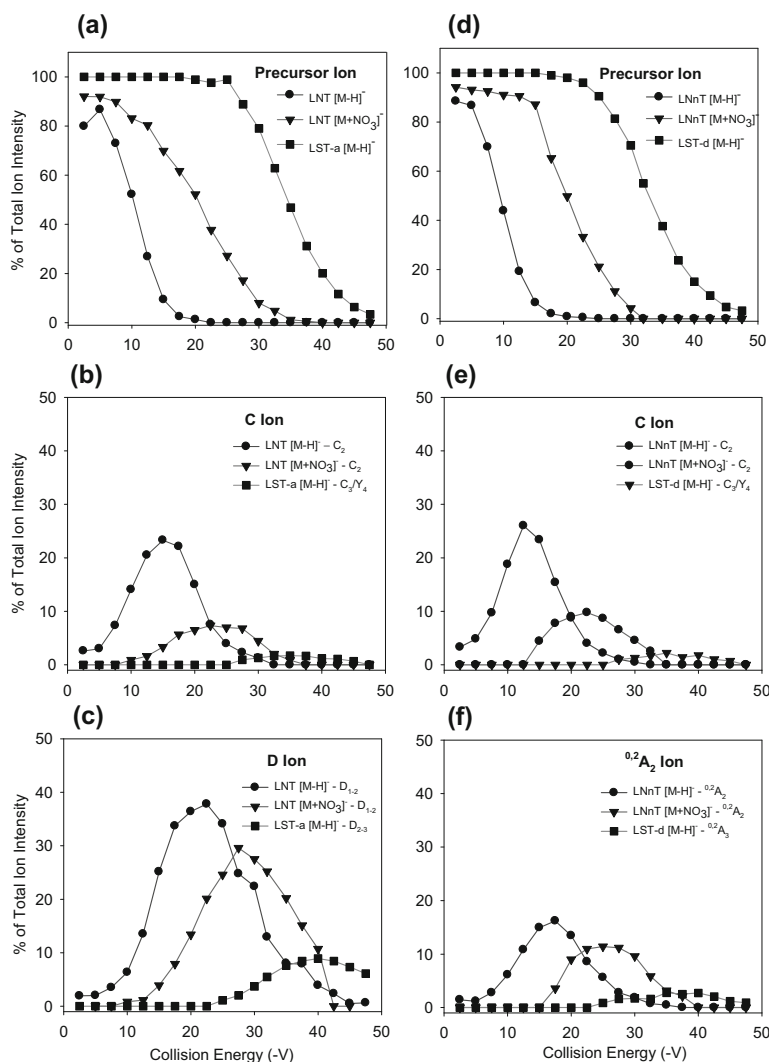 (a)
% of Total Ion Intensity
100
80
60
40
20
0
Precursor Ion
LNT [M-H]⁻
LNT [M+NO₃]⁻
LST-a [M-H]⁻
0 10 20 30 40 50
(d)
% of Total Ion Intensity
100
80
60
40
20
0
Precursor Ion
LNnT [M-H]⁻
LNnT [M+NO₃]⁻
LST-d [M-H]⁻
0 10 20 30 40 50
(b)
% of Total Ion Intensity
50
40
30
20
10
0
C Ion
LNT [M-H]⁻ – C₂
LNT [M+NO₃]⁻ - C₂
LST-a [M-H]⁻ - C₃/Y₄
0 10 20 30 40 50
(e)
50
40
30
20
10
0
C Ion
LNnT [M-H]⁻ - C₂
LNnT [M+NO₃]⁻ - C₂
LST-d [M-H]⁻ - C₃/Y₄
0 10 20 30 40 50
(c)
% of Total Ion Intensity
50
40
30
20
10
0
D Ion
LNT [M-H]⁻ - D₁₋₂
LNT [M+NO₃]⁻ - D₁₋₂
LST-a [M-H]⁻ - D₂₋₃
0 10 20 30 40 50
Collision Energy (-V)
(f)
50
40
30
20
10
0
⁰,²A₂ Ion
LNnT [M-H]⁻ - ⁰,²A₂
LNnT [M+NO₃]⁻ - ⁰,²A₂
LST-d [M-H]⁻ - ⁰,²A₃
0 10 20 30 40 50
Collision Energy (-V)